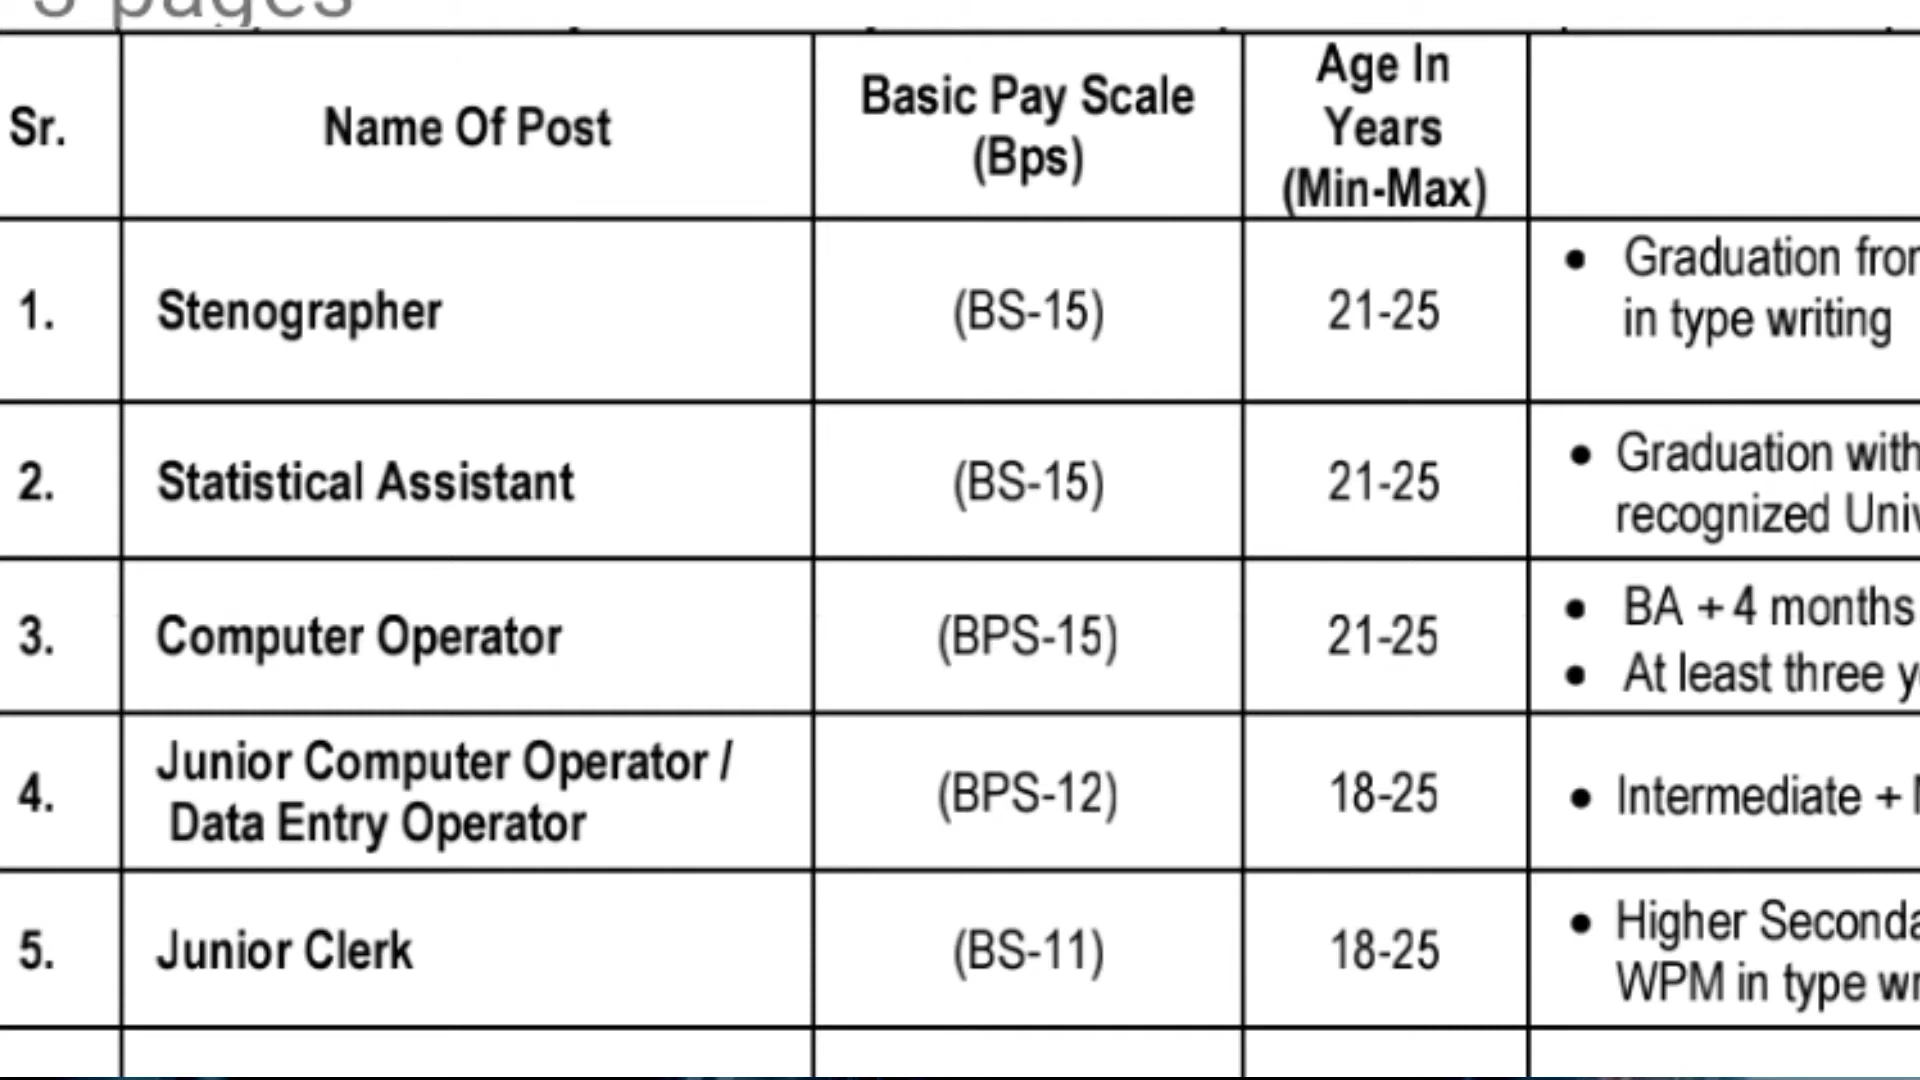 pages
Sr.
Name Of Post
Basic Pay Scale
(Bps)
Age In
Years
(Min-Max)
1.
Stenographer
(BS-15)
21-25
• Graduation
in type writing
2.
Statistical Assistant
(BS-15)
21-25
• Graduation with
recognized
3.
Computer Operator
(BPS-15)
21-25
• BA + 4 months
• At least three
4.
Junior Computer Operator /
Data Entry Operator
(BPS-12)
18-25
• Intermediate +
5.
Junior Clerk
(BS-11)
18-25
• Higher
WPM in type